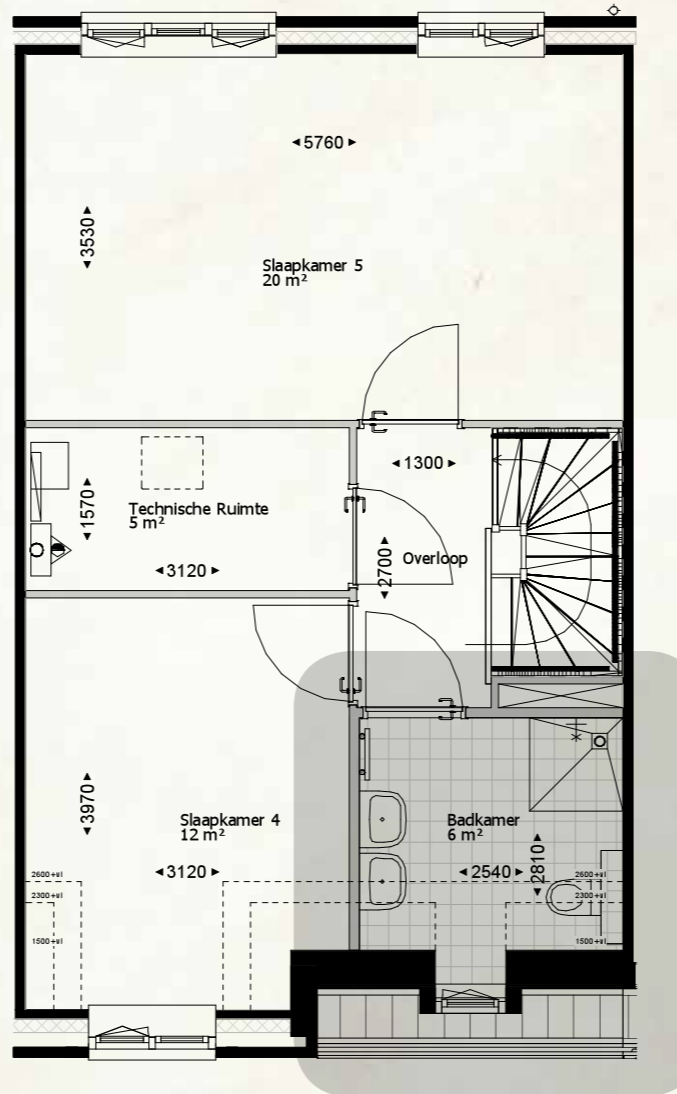 5760
3530
Slaapkamer 5
20 m²
1300
1570
Technische Ruimte
5 m²
3120
2700
Overloop
3970
Slaapkamer 4
12 m²
3120
Badkamer
6 m²
2540
2810
2600+vl
2300+vl
1500+vl
2600+vl
2300+vl
1500+vl